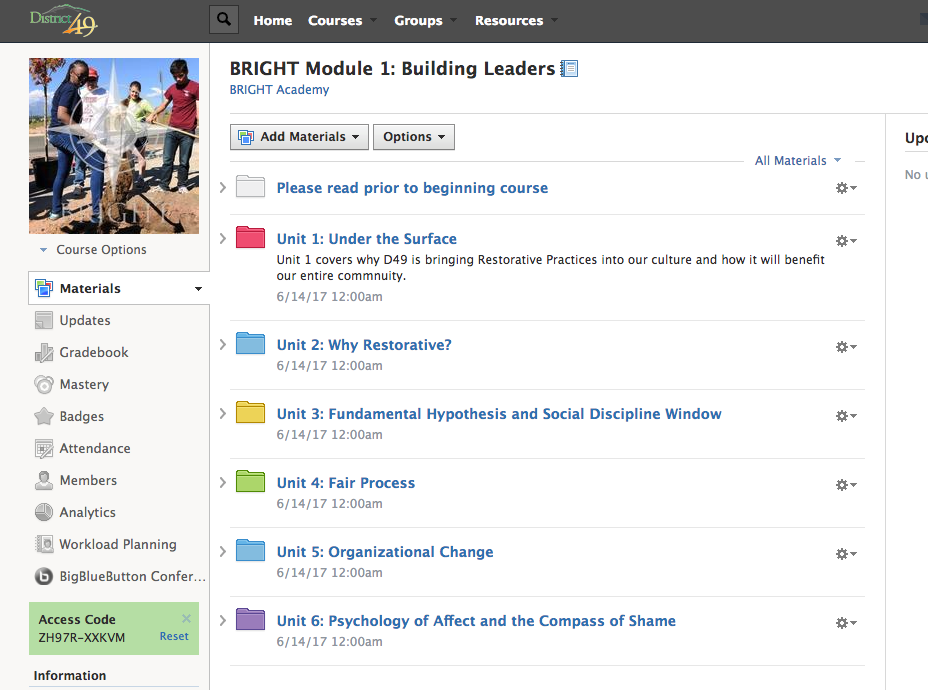 District 49
Home Courses Groups Resources
BRIGHT Module 1: Building Leaders
BRIGHT Academy
Add Materials Options
All Materials
Please read prior to beginning course
Unit 1: Under the Surface
Unit 1 covers why D49 is bringing Restorative Practices into our culture and how it will benefit
our entire commnuity.
6/14/17 12:00am
Unit 2: Why Restorative?
6/14/17 12:00am
Unit 3: Fundamental Hypothesis and Social Discipline Window
6/14/17 12:00am
Unit 4: Fair Process
6/14/17 12:00am
Unit 5: Organizational Change
6/14/17 12:00am
Unit 6: Psychology of Affect and the Compass of Shame
6/14/17 12:00am
BRIGHT
Course Options
Materials
Updates
Gradebook
Mastery
Badges
Attendance
Members
Analytics
Workload Planning
BigBlueButton Confer...
Access Code
ZH97R-XXKVM Reset
Information
Upc
No u